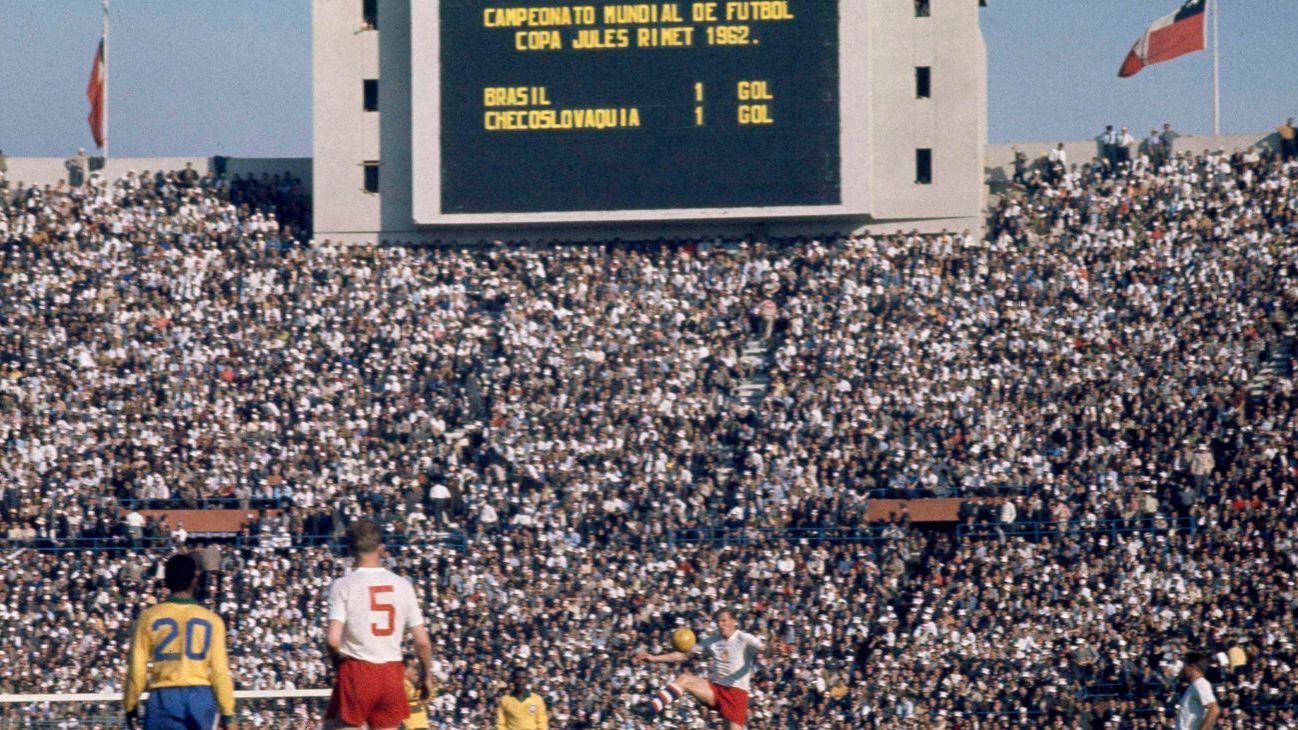 CAMPEONATO MUNDIAL DE FUTBOL
COPA JULES RIMET 1962.
BRASIL 1 GOL
CHECOSLOVAQUIA 1 GOL
20
5